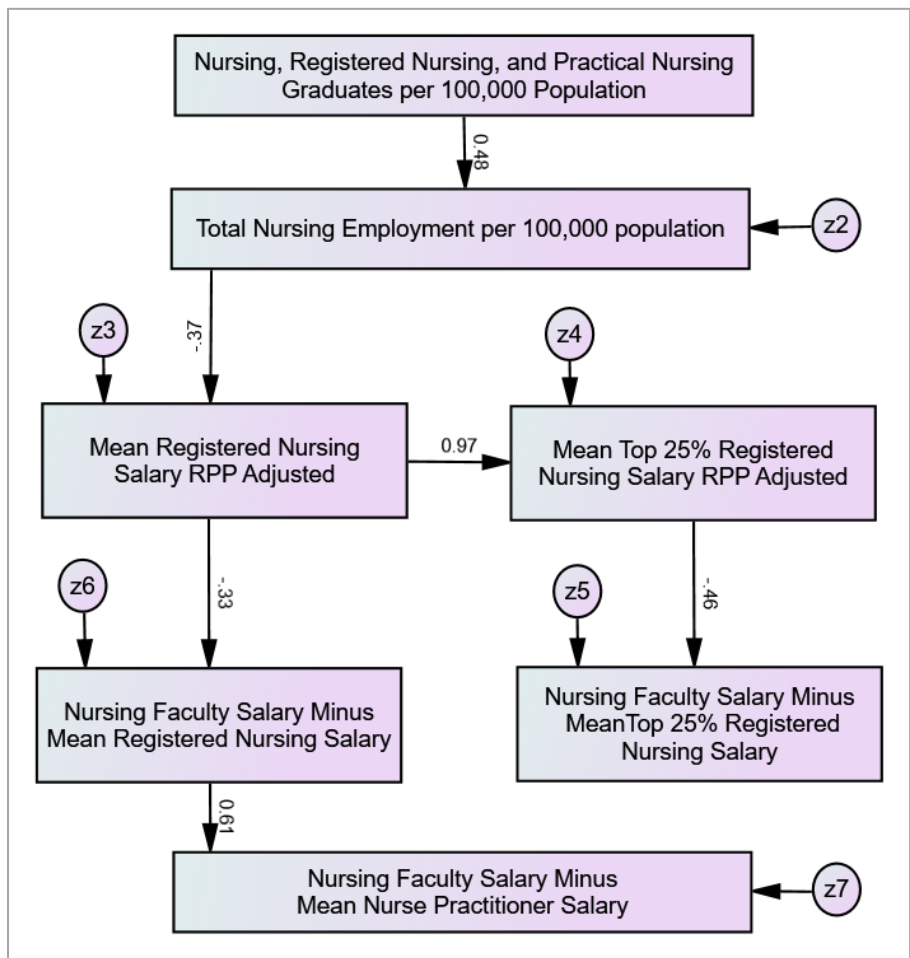 Nursing, Registered Nursing, and Practical Nursing
Graduates per 100,000 Population
0.48
Total Nursing Employment per 100,000 population
z2
-.37
z3
z4
Mean Registered Nursing
Salary RPP Adjusted
0.97
Mean Top 25% Registered
Nursing Salary RPP Adjusted
-.33
-.46
z6
z5
Nursing Faculty Salary Minus
Mean Registered Nursing Salary
Nursing Faculty Salary Minus
MeanTop 25% Registered
Nursing Salary
0.61
Nursing Faculty Salary Minus
Mean Nurse Practitioner Salary
z7